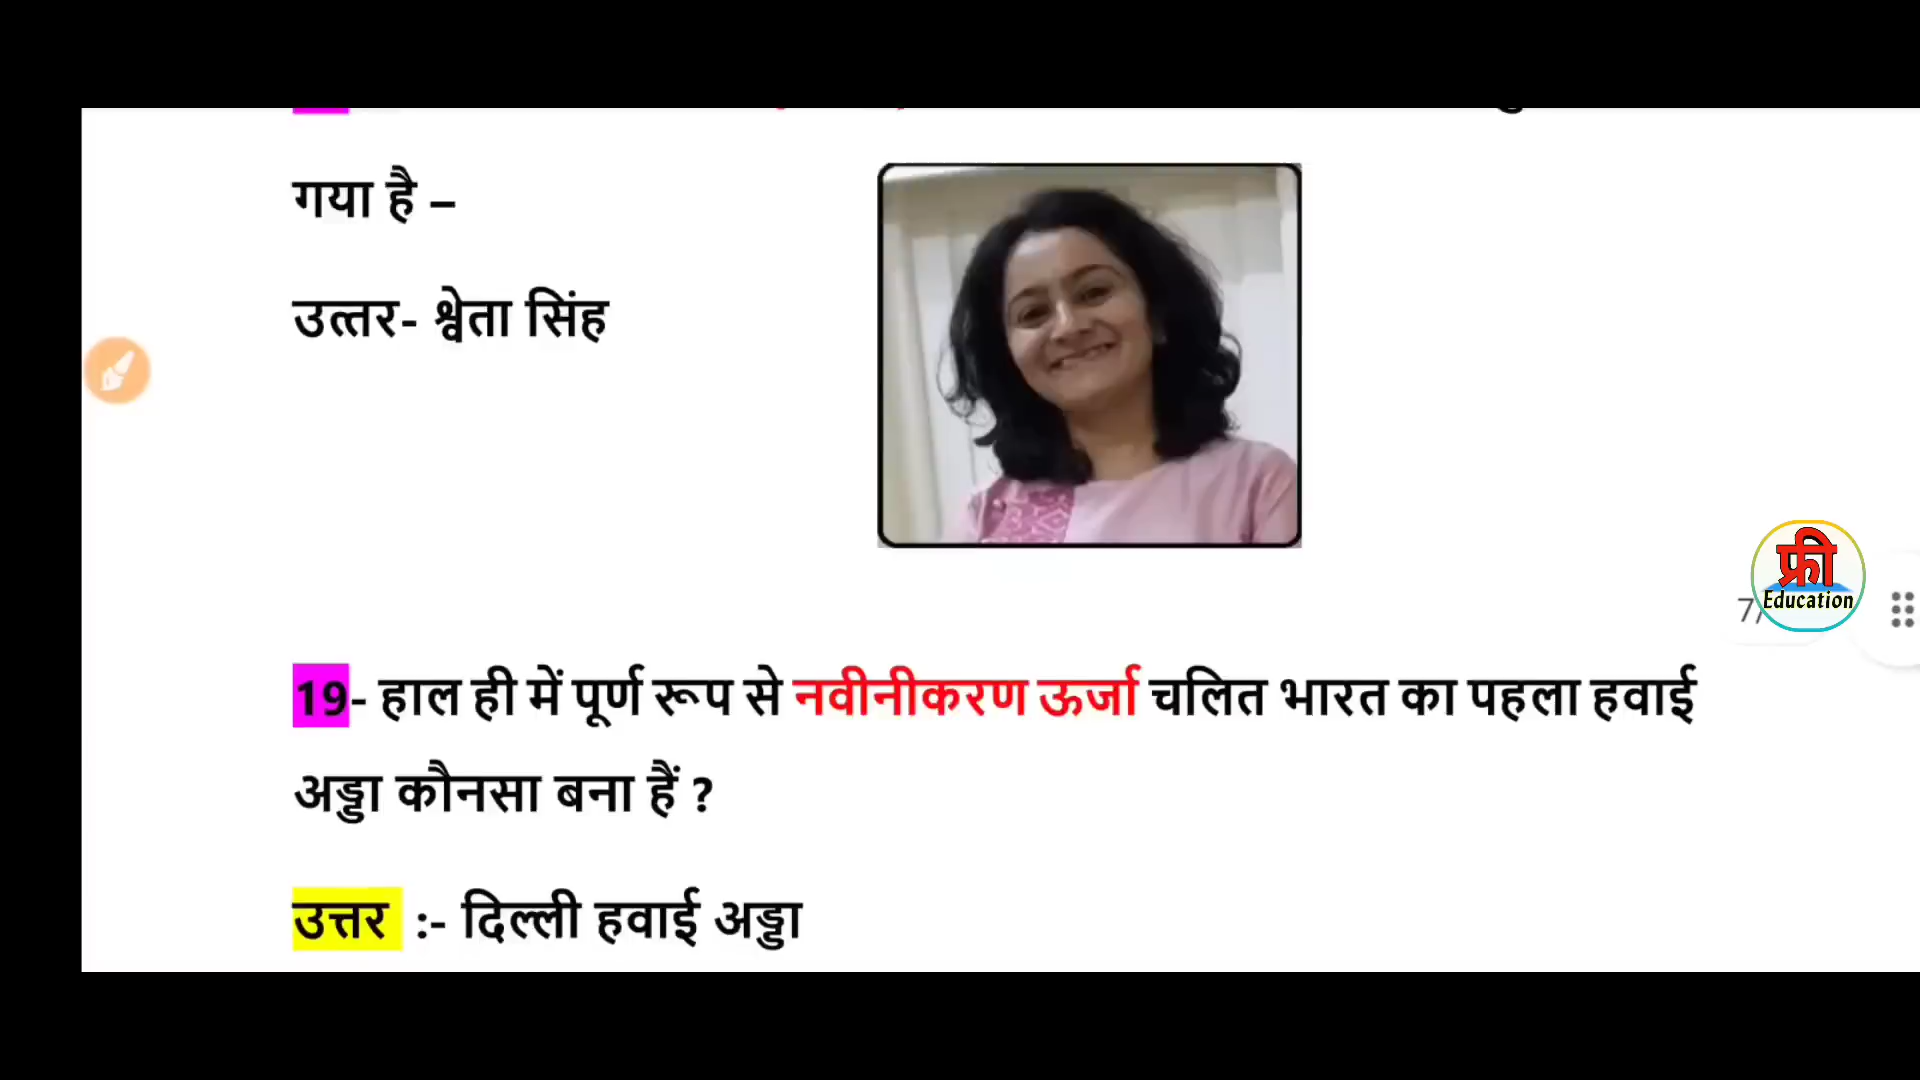 गया है –
उत्तर- श्वेता सिंह
फ्री
Education
7/
19- हाल ही में पूर्ण रूप से नवीनीकरण ऊर्जा चलित भारत का पहला हवाई
अड्डा कौनसा बना हैं ?
उत्तर :- दिल्ली हवाई अड्डा